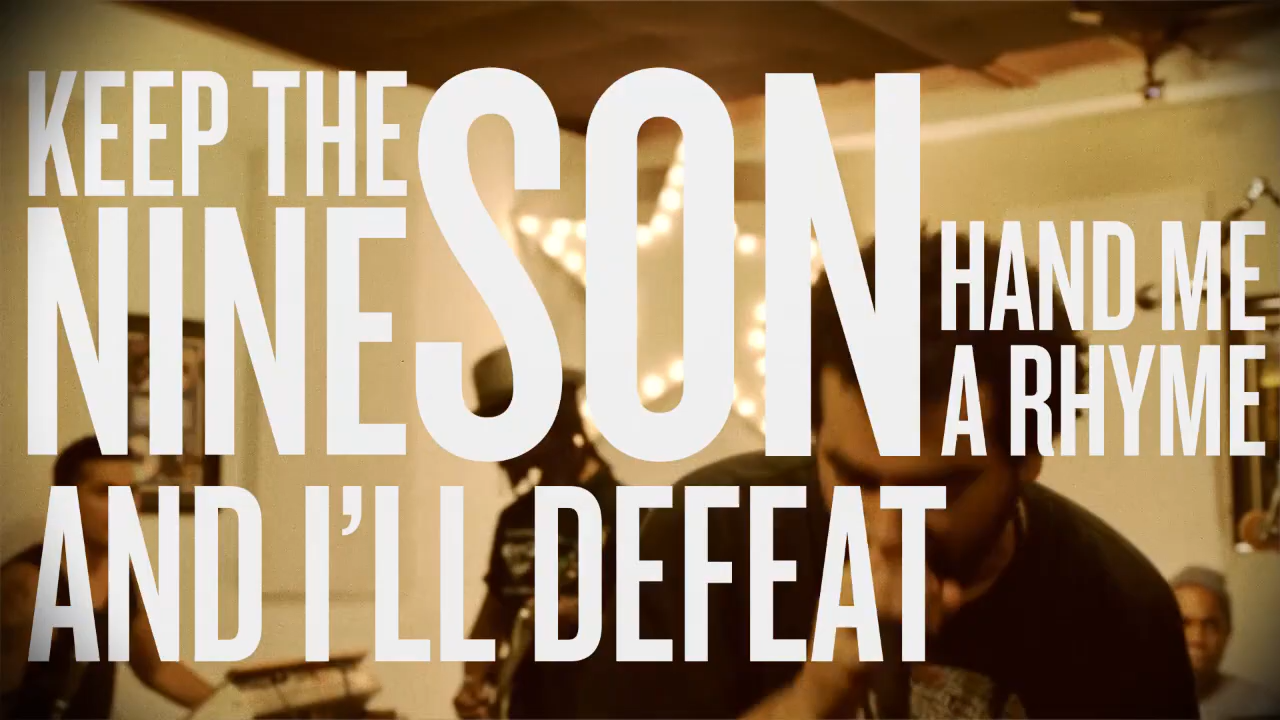 KEEP THE
NINE SON
HAND ME
A RHYME
AND I'LL DEFEAT